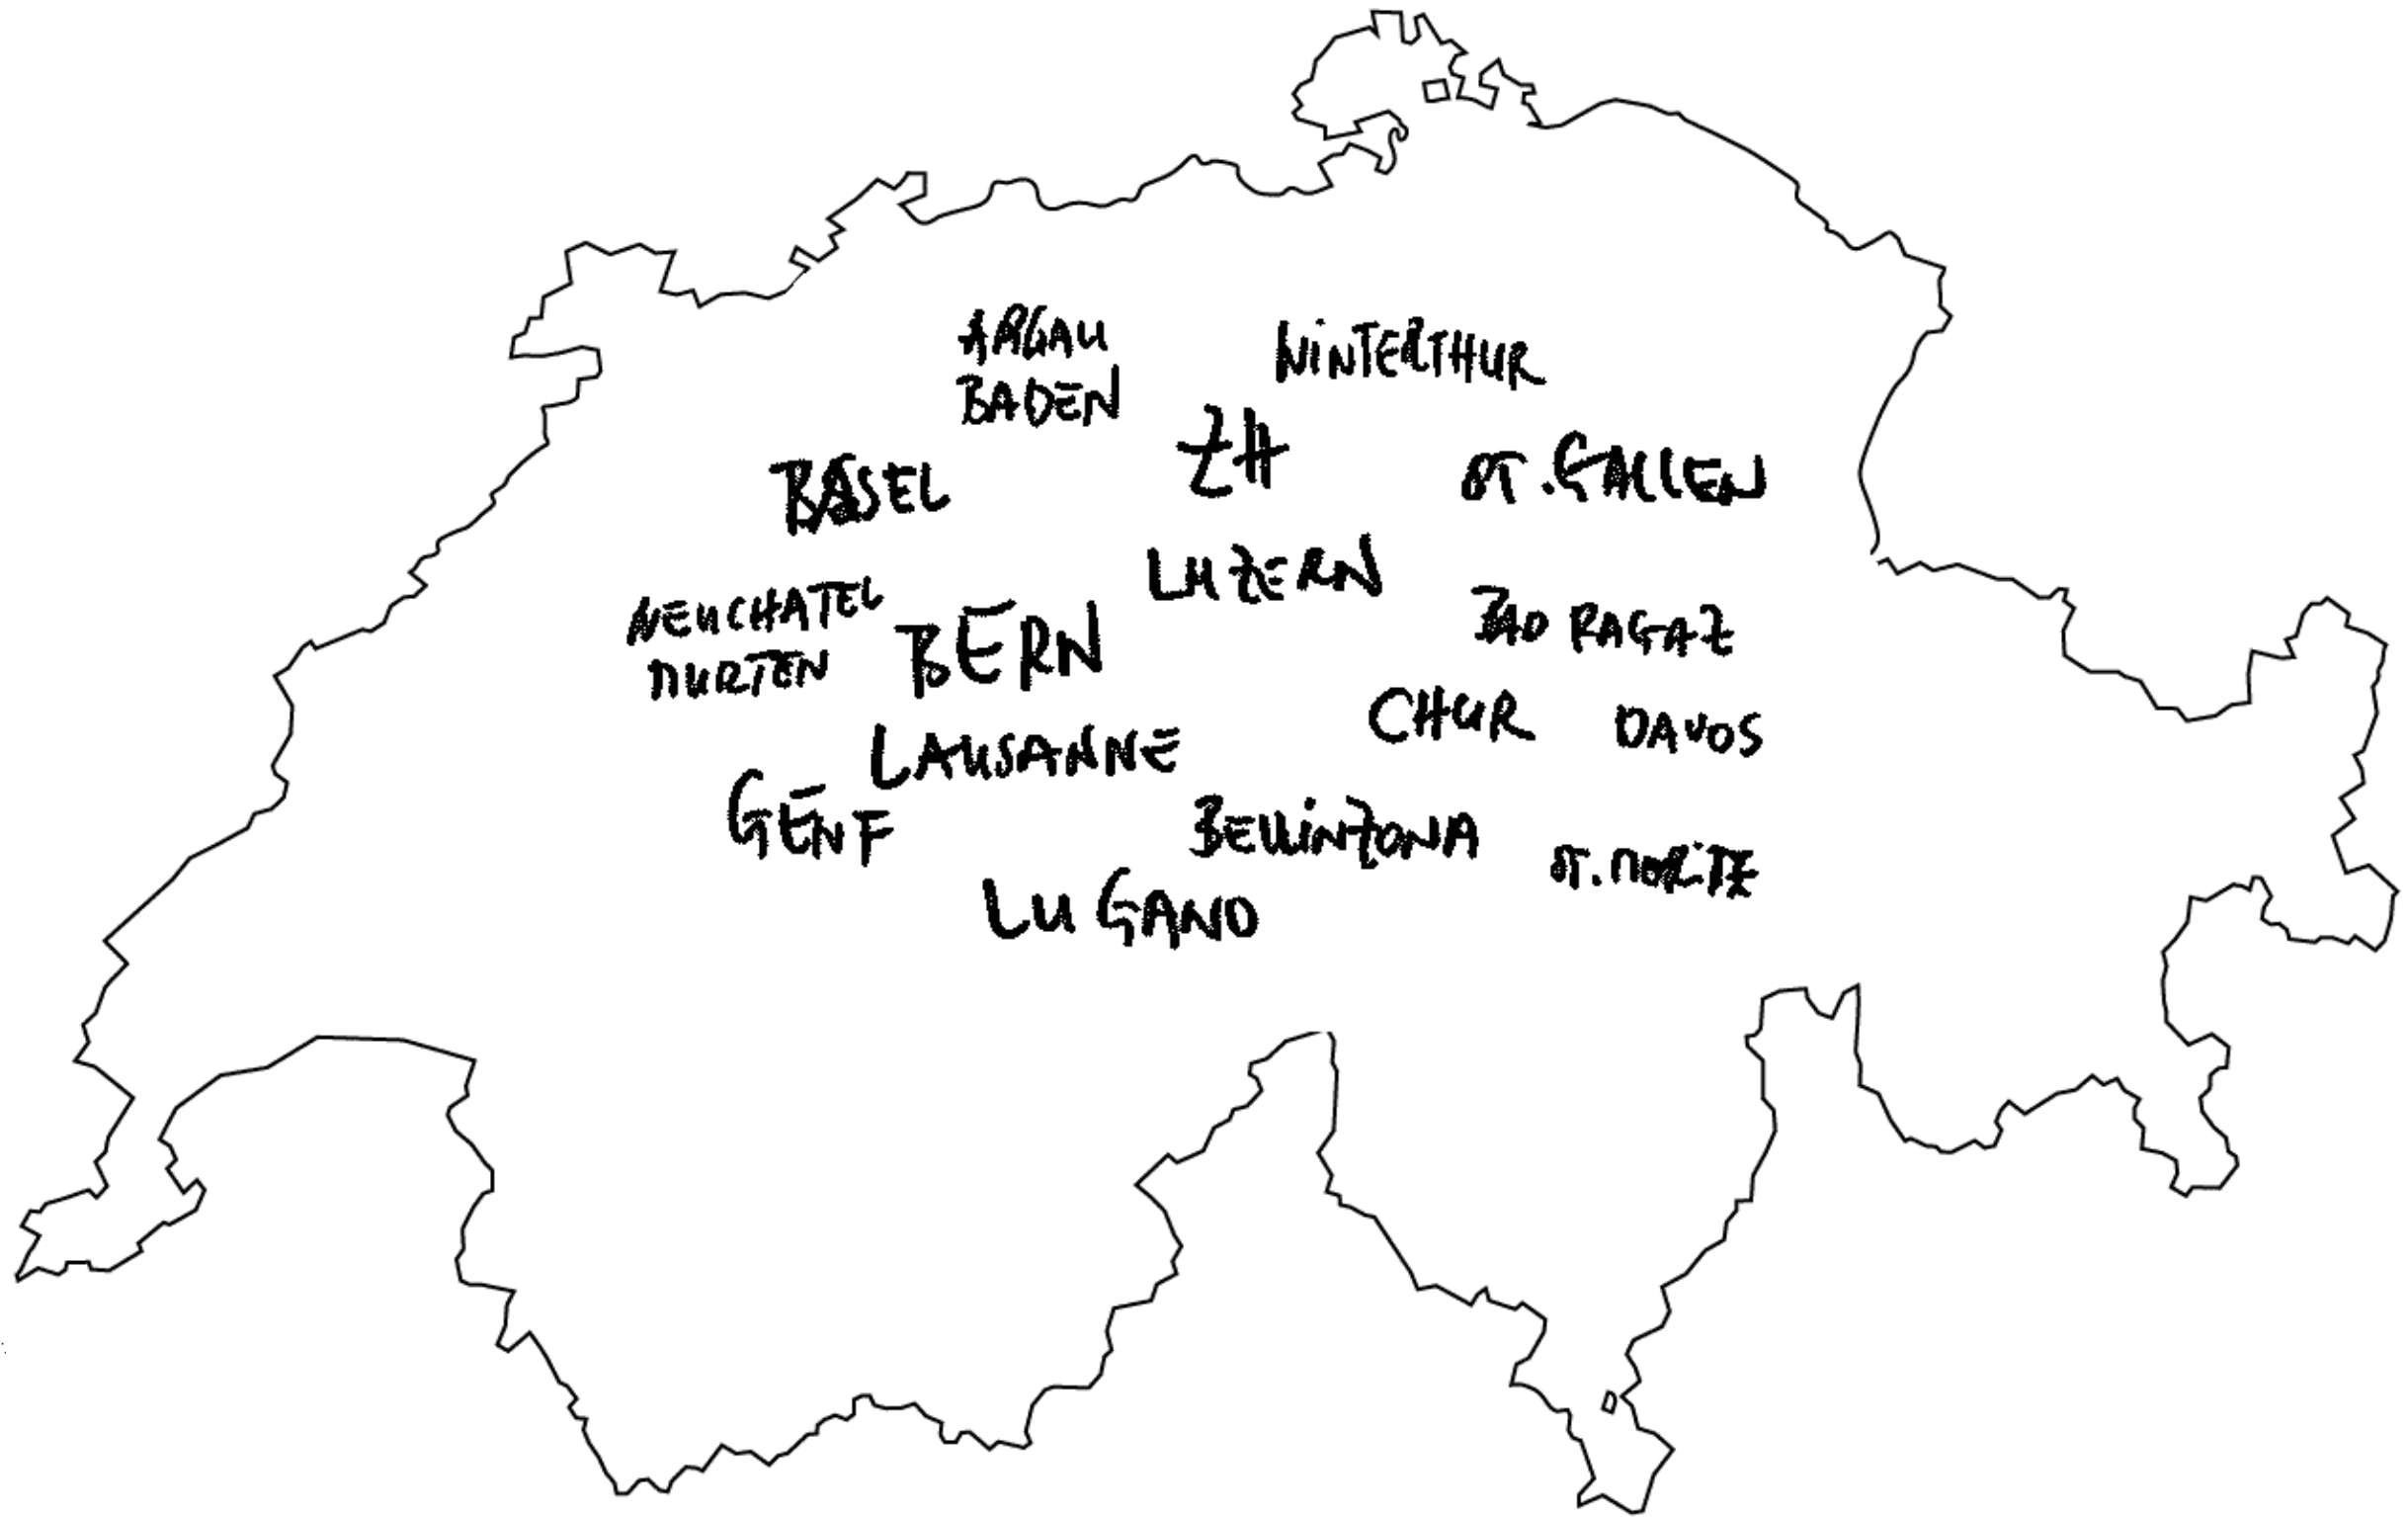 ARGAU
BADEN
WINTERTHUR
ZH
BASEL
ST. GALLEN
LUZERN
NEUCHATEL
MURTEN
BERN
BAD RAGAZ
CHUR
DAVOS
LAUSANNE
GENF
BELLINZONA
ST. MORITZ
LUGANO